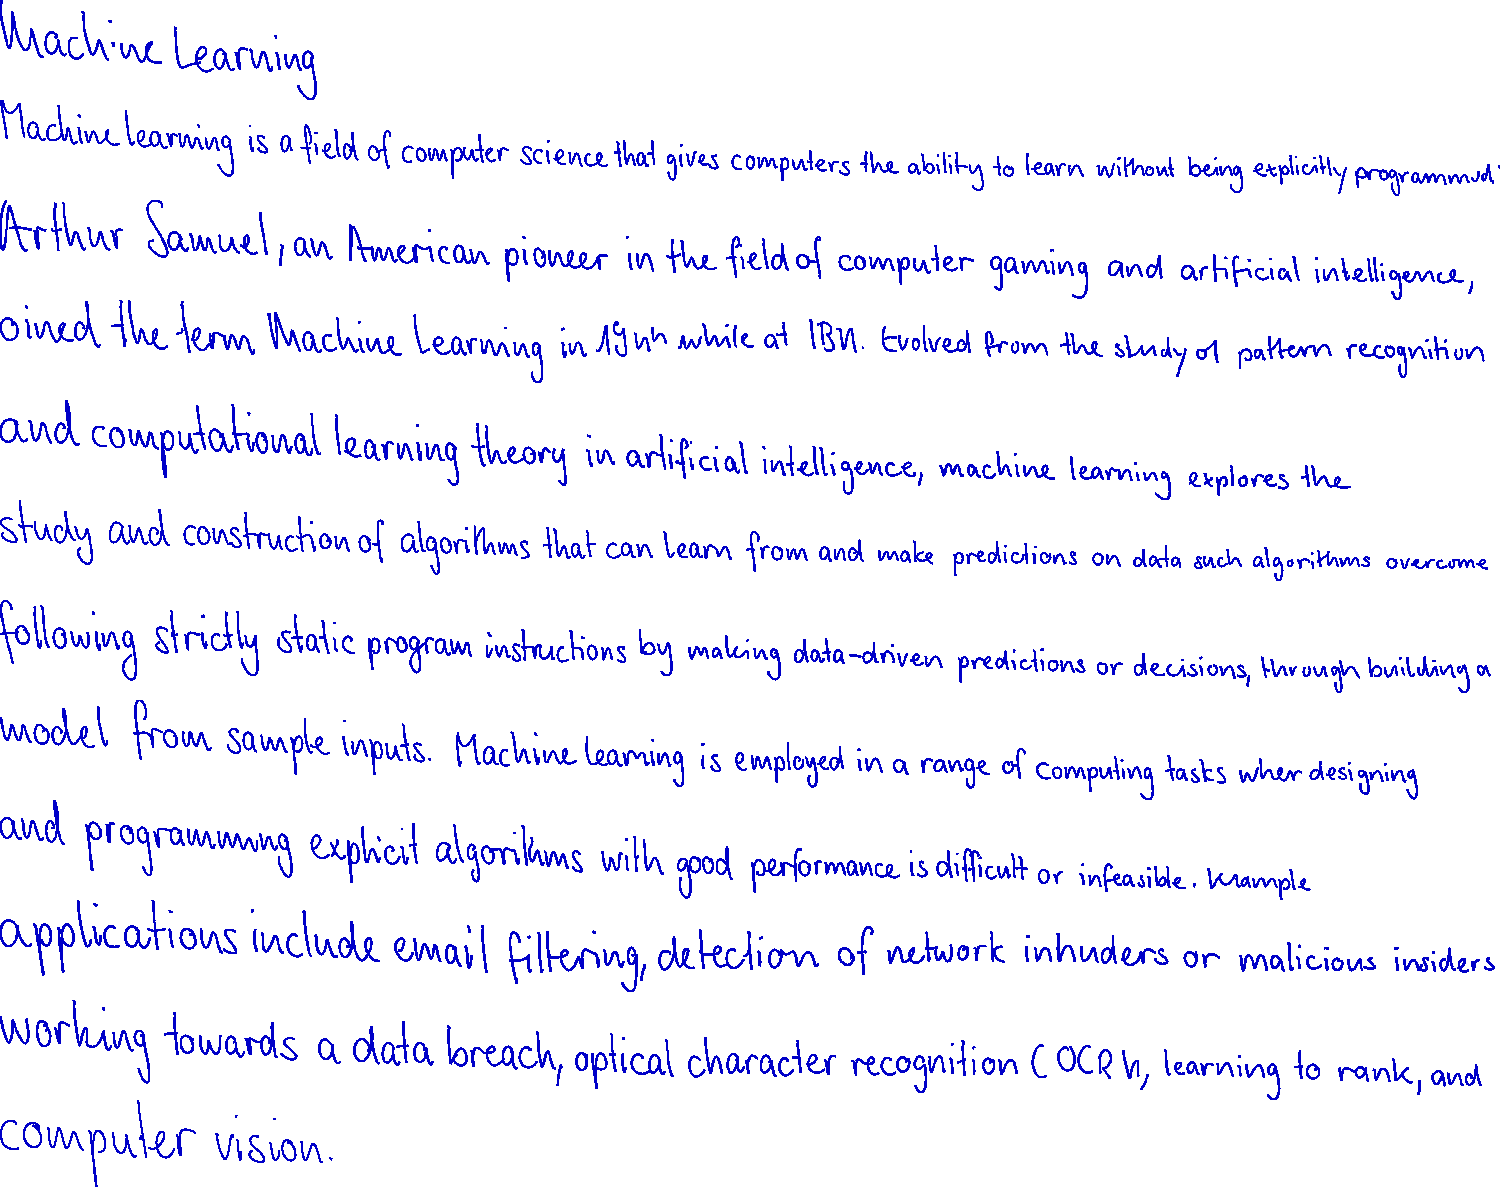 Machine Learning
Machine learning is a field of computer science that gives computers the ability to learn without being explicitly programmed.
Arthur Samuel, an American pioneer in the field of computer gaming and artificial intelligence,
oined the term Machine Learning in while at IBM. Evolved from the study of pattern recognition
and computational learning theory in artificial intelligence, machine learning explores the
study and construction of algorithms that can learn from and make predictions on data such algorithms overcome
following strictly static program instructions by making data-driven predictions or decisions, through building a
model from sample inputs. Machine learning is employed in a range of computing tasks wher designing
and programming explicit algorithms with good performance is difficult or infeasible.
applications include email filtering, detection of network inhuders or malicious insiders
working towards a data breach, optical character recognition (OCR learning to rank, and
computer vision.